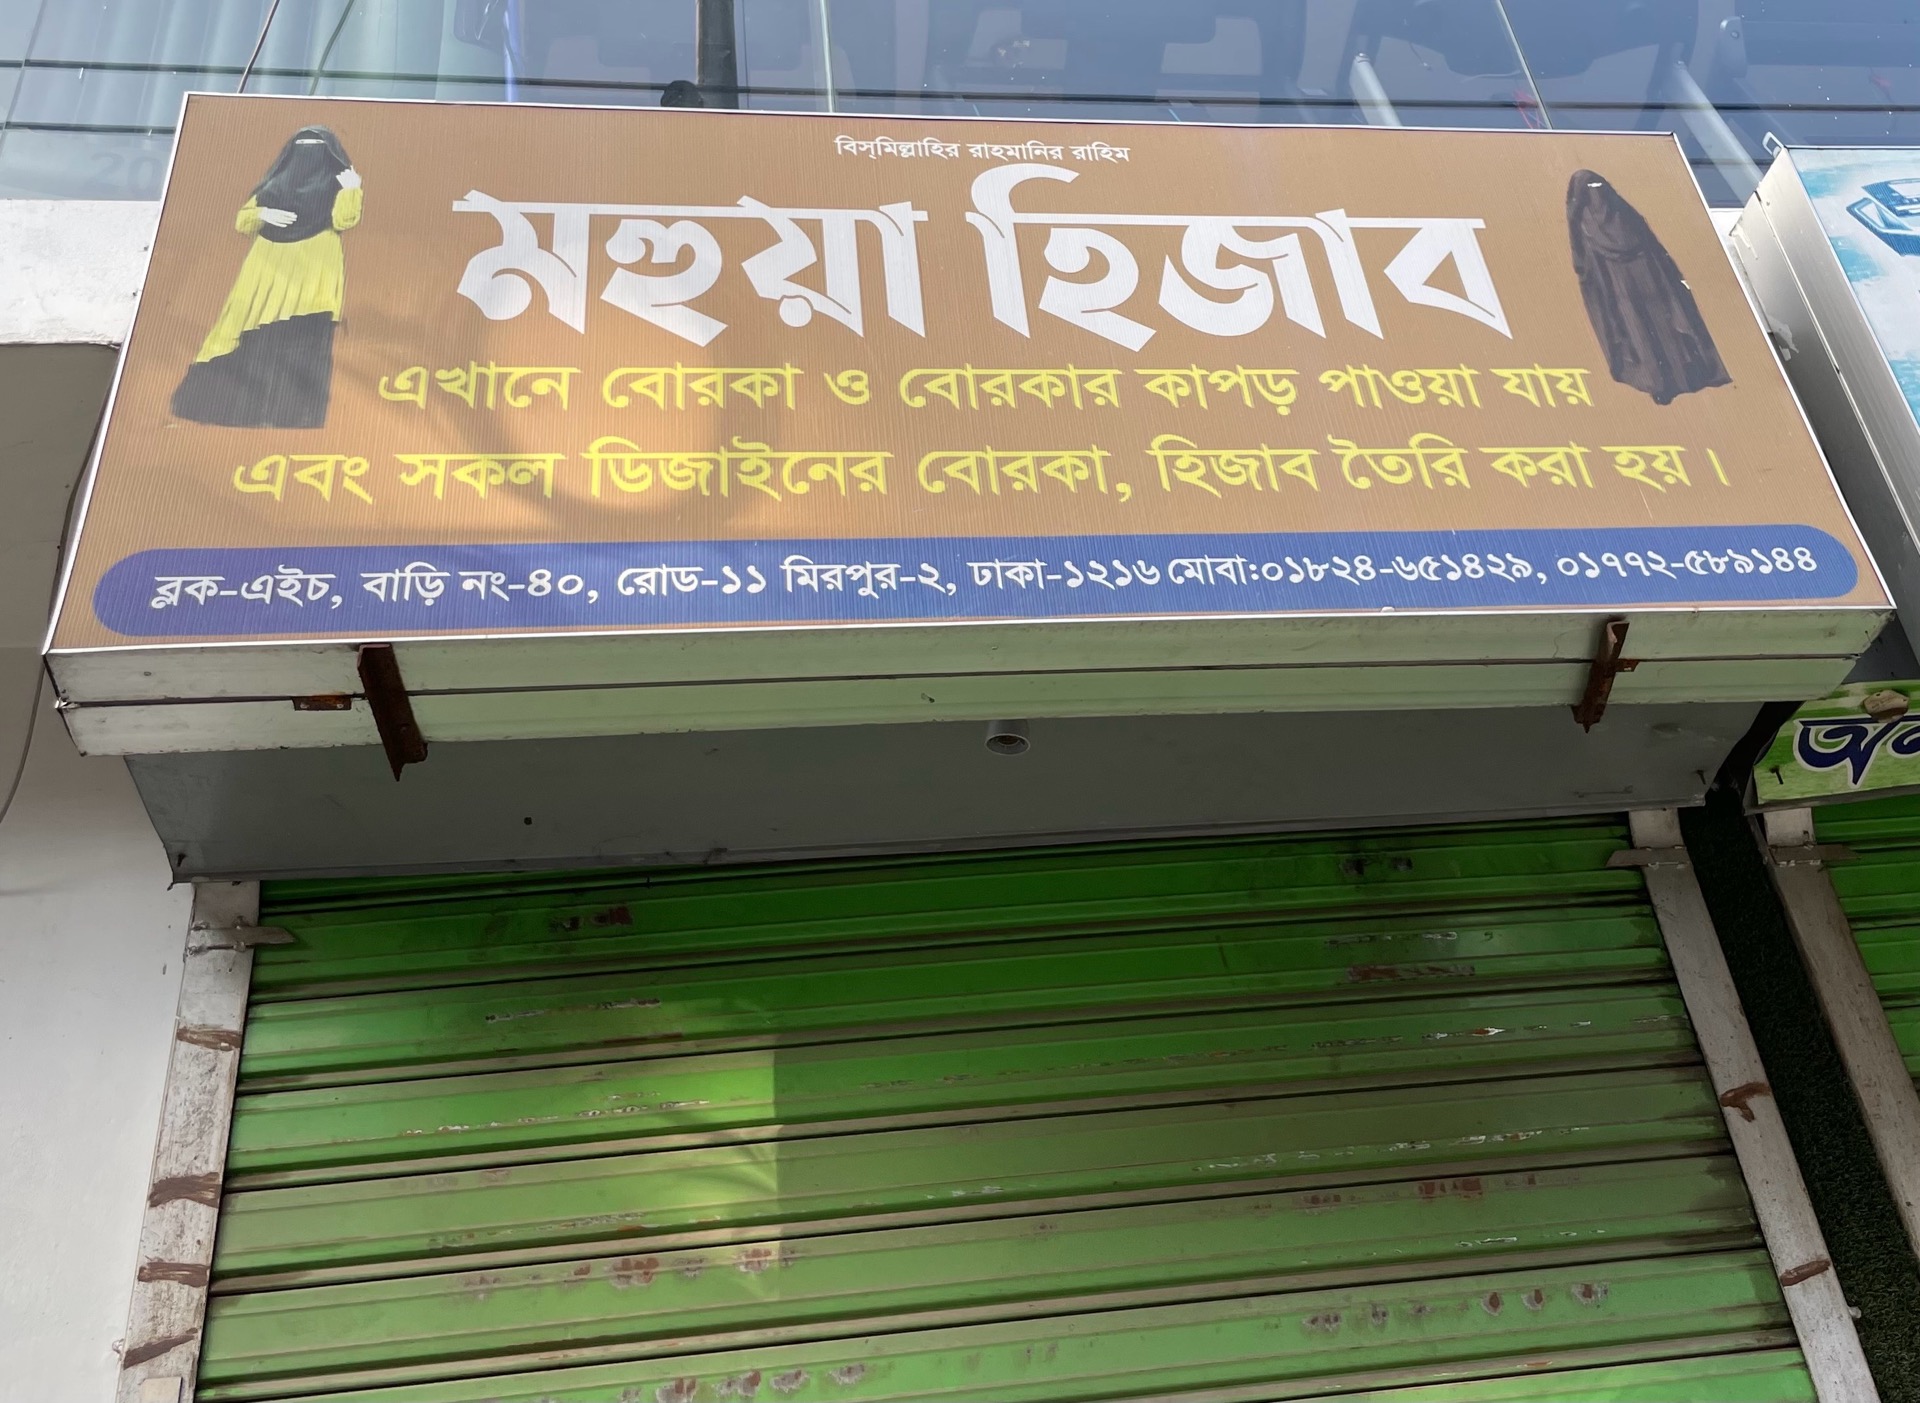 বিস্‌মিল্লাহির রাহমানির রাহিম
মহুয়া হিজাব
এখানে বোরকা ও বোরকার কাপড় পাওয়া যায়
এবং সকল ডিজাইনের বোরকা, হিজাব তৈরি করা হয়।
ব্লক-এইচ, বাড়ি নং-৪০, রোড-১১ মিরপুর-২, ঢাকা-১২১৬ মোবা:০১৮২৪-৬৫১৪২৯, ০১৭৭২-৫৮৯১৪৪